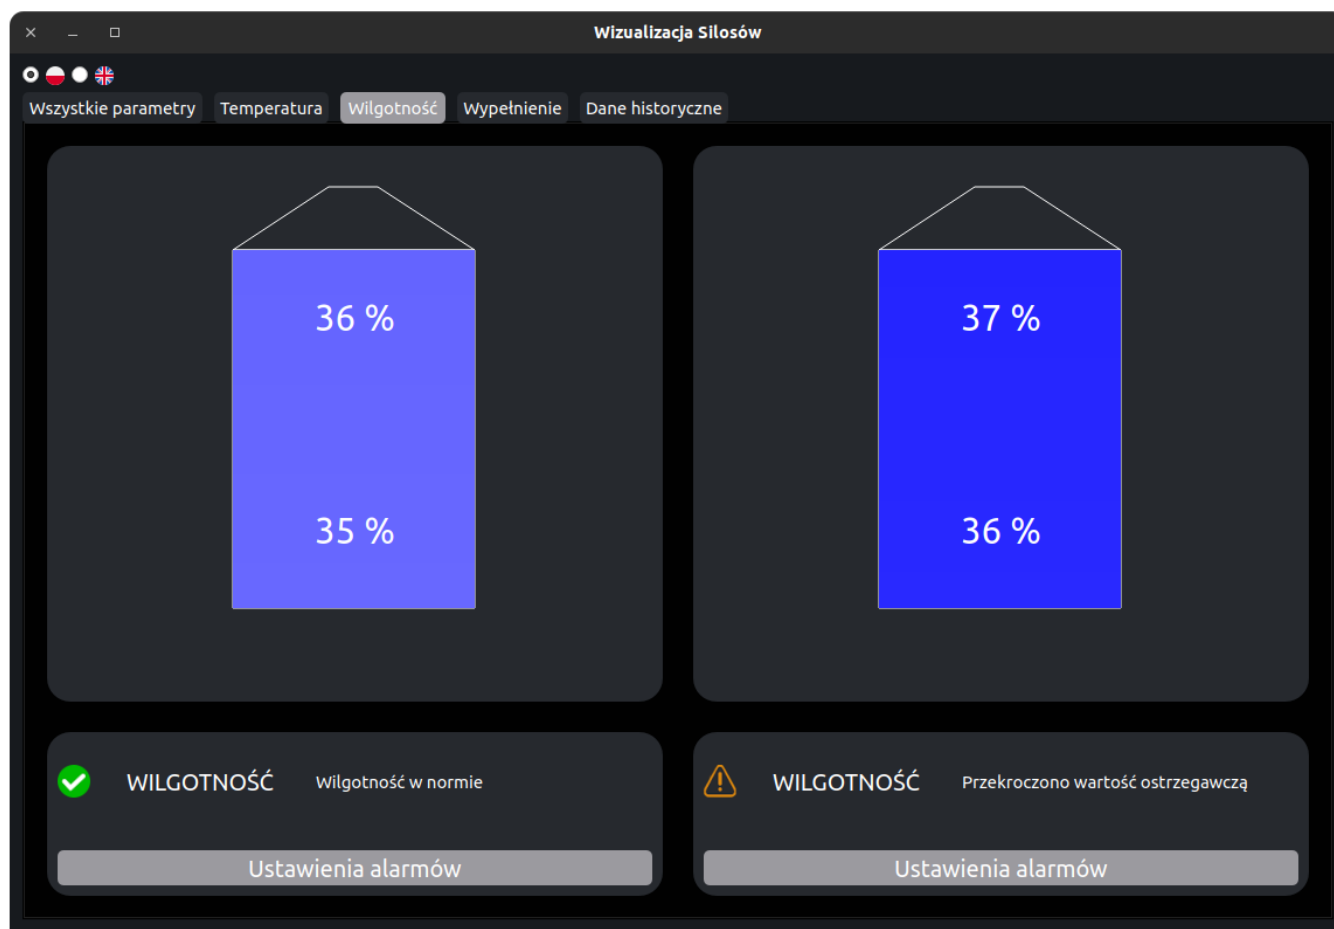 Wizualizacja Silosów
Wszystkie parametry Temperatura Wilgotność Wypełnienie Dane historyczne
36 % 37 %
35 % 36 %
WILGOTNOŚĆ Wilgotność w normie WILGOTNOŚĆ Przekroczono wartość ostrzegawczą
Ustawienia alarmów Ustawienia alarmów